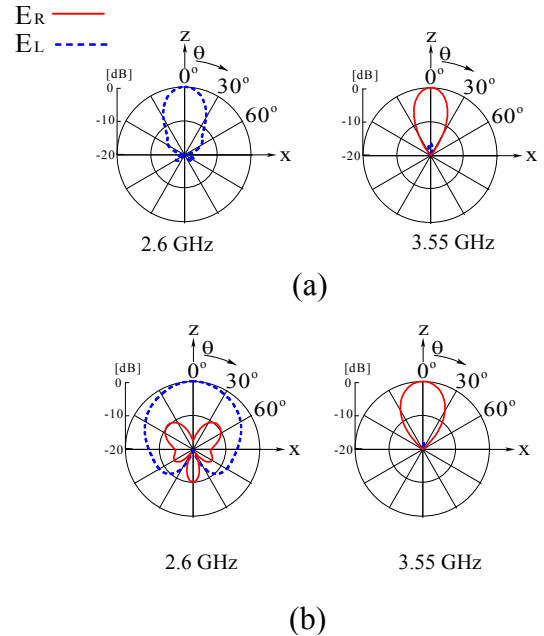 ER
EL
z
θ
[dB]
0°
30°
60°
0
-10
-20
x
2.6 GHz
z
θ
[dB]
0°
30°
60°
0
-10
-20
x
3.55 GHz
(a)
z
θ
[dB]
0°
30°
60°
0
-10
-20
x
2.6 GHz
z
θ
[dB]
0°
30°
60°
0
-10
-20
x
3.55 GHz
(b)